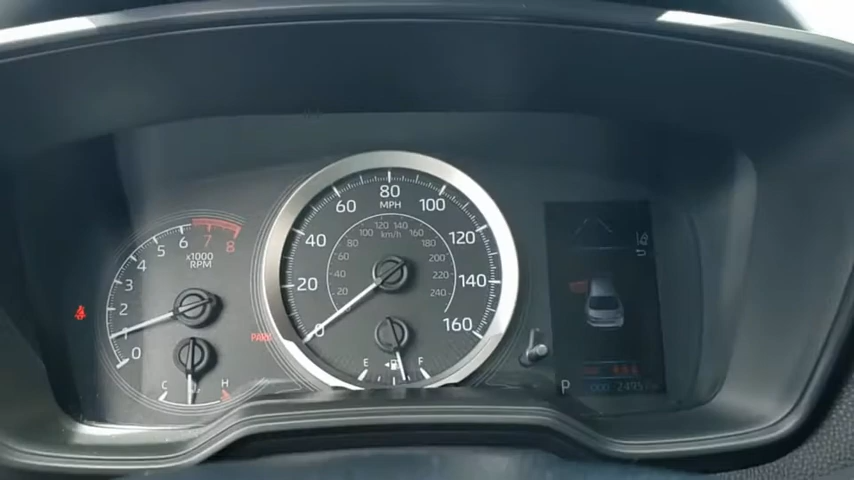 80
MPH
60 100
120 140
100 km/h 160
80 180
60 200
40 220
20 240
40 120
20 140
0 160
E F
8
7
6
5
x1000
RPM
4
3
2
1
0
C H
PARK
P
ODO